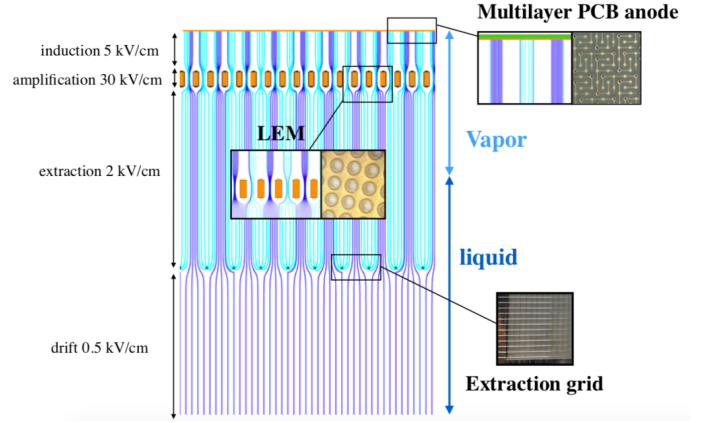 Multilayer PCB anode
induction 5 kV/cm
amplification 30 kV/cm
LEM
Vapor
extraction 2 kV/cm
liquid
drift 0.5 kV/cm
Extraction grid